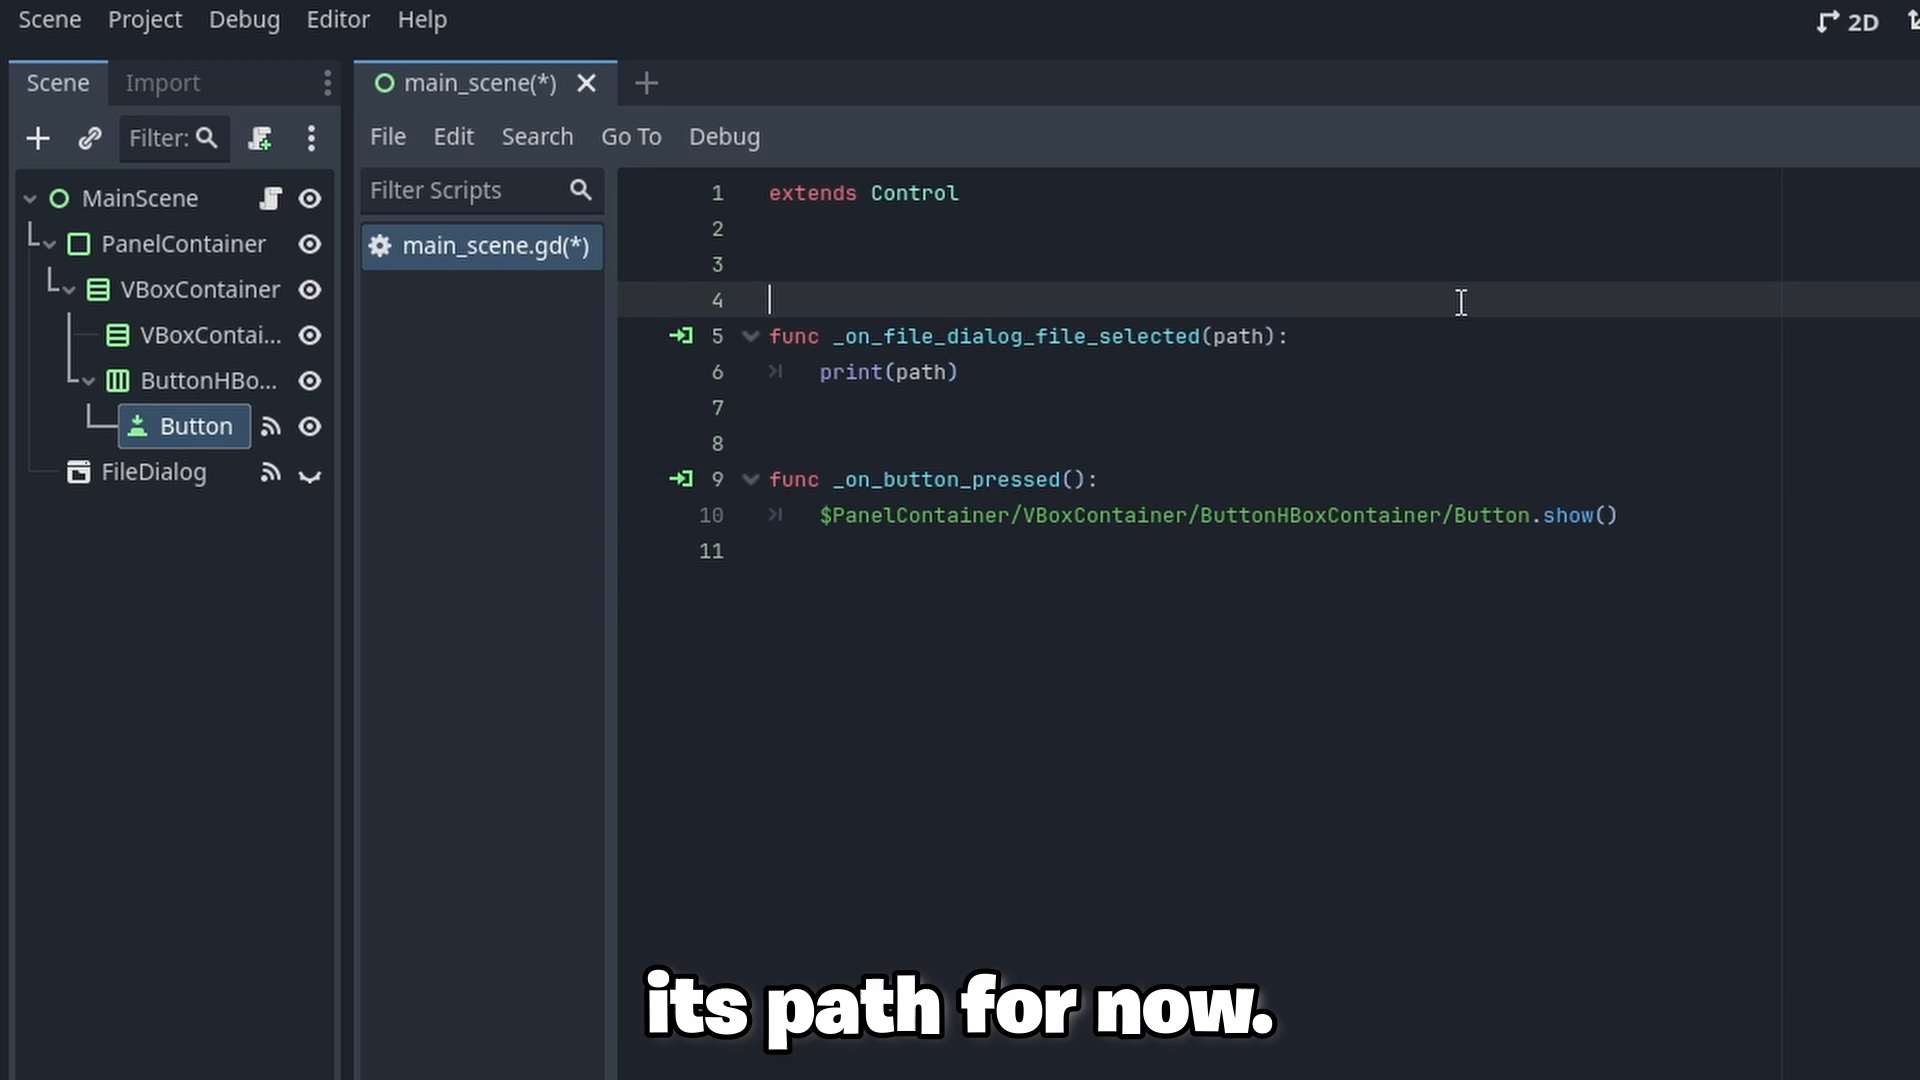 Scene Project Debug Editor Help
2D
Scene Import
main_scene(*)
Filter:
File Edit Search Go To Debug
MainScene
PanelContainer
VBoxContainer
VBoxContai...
ButtonHBo...
Button
FileDialog
Filter Scripts
main_scene.gd(*)
1 extends Control
2
3
4
5 func _on_file_dialog_file_selected(path):
6 print(path)
7
8
9 func _on_button_pressed():
10 $PanelContainer/VBoxContainer/ButtonHBoxContainer/Button.show()
11
its path for now.